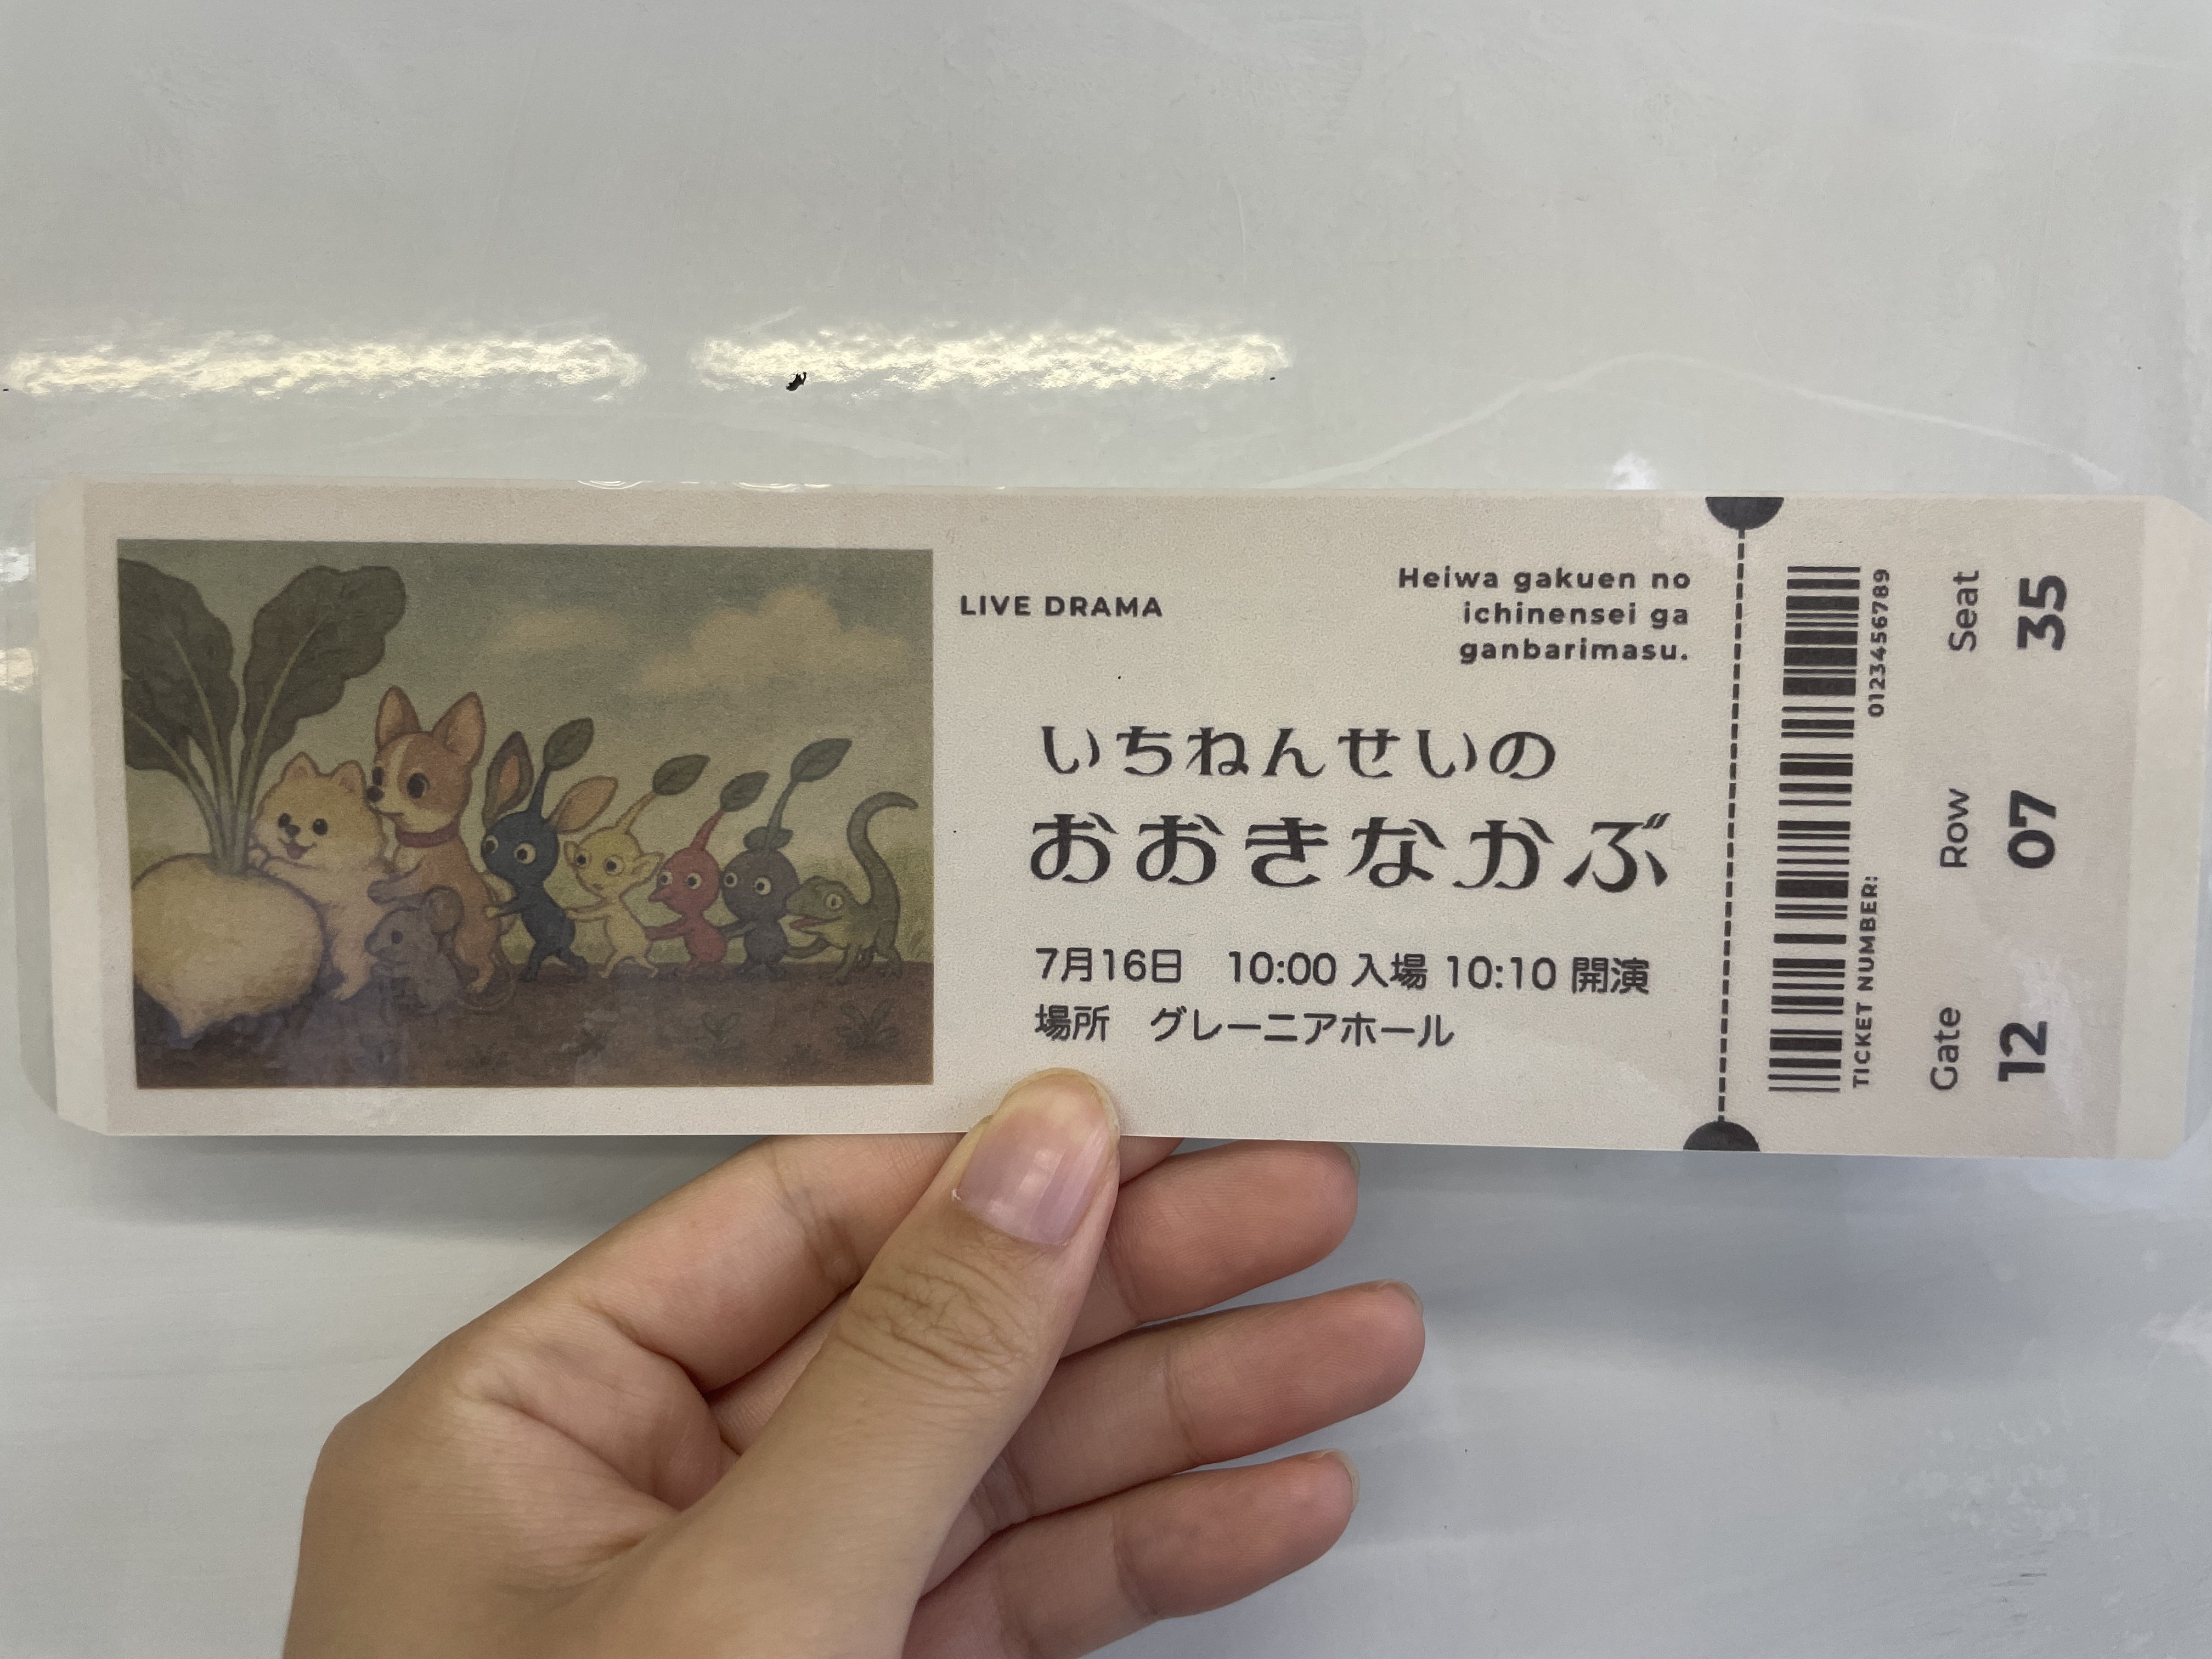 LIVE DRAMA
Heiwa gakuen no
ichinensei ga
ganbarimasu.
いちねんせいの
おおきなかぶ
7月16日 10:00 入場 10:10 開演
場所 グレーニアホール
TICKET NUMBER: 0123456789
Gate 12
Row 07
Seat 35